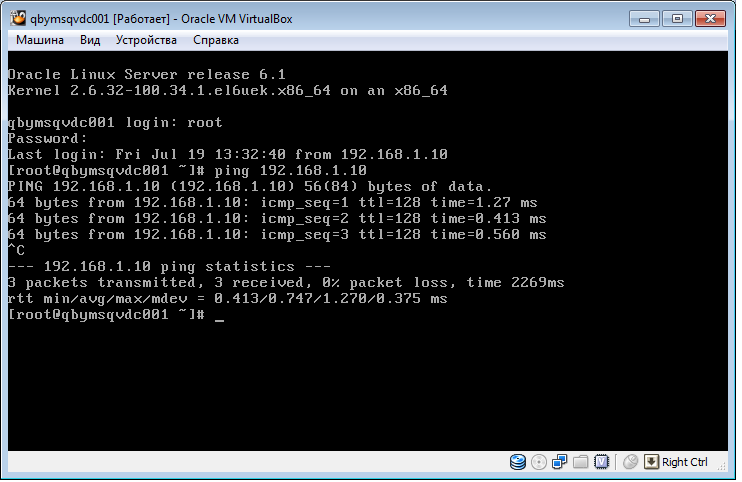 qbymsqvdc001 [Работает] - Oracle VM VirtualBox
Машина Вид Устройства Справка
Oracle Linux Server release 6.1
Kernel 2.6.32-100.34.1.el6uek.x86_64 on an x86_64
qbymsqvdc001 login: root
Password:
Last login: Fri Jul 19 13:32:40 from 192.168.1.10
[root@qbymsqvdc001 ~]# ping 192.168.1.10
PING 192.168.1.10 (192.168.1.10) 56(84) bytes of data.
64 bytes from 192.168.1.10: icmp_seq=1 ttl=128 time=1.27 ms
64 bytes from 192.168.1.10: icmp_seq=2 ttl=128 time=0.413 ms
64 bytes from 192.168.1.10: icmp_seq=3 ttl=128 time=0.560 ms
^C
--- 192.168.1.10 ping statistics ---
3 packets transmitted, 3 received, 0% packet loss, time 2269ms
rtt min/avg/max/mdev = 0.413/0.747/1.270/0.375 ms
[root@qbymsqvdc001 ~]# _
Right Ctrl